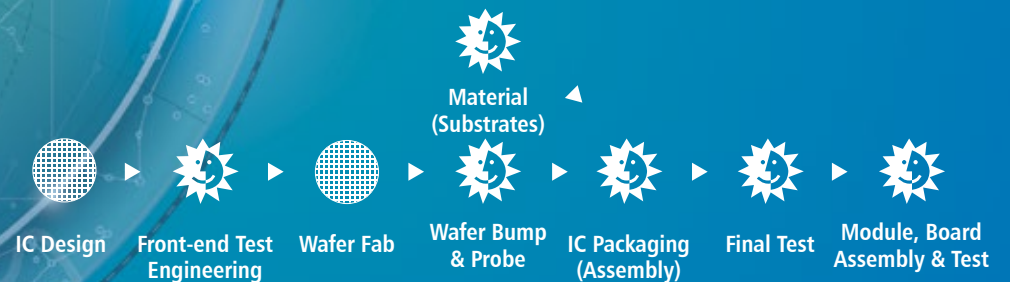 Material
(Substrates)
IC Design
Front-end Test
Engineering
Wafer Fab
Wafer Bump
& Probe
IC Packaging
(Assembly)
Final Test
Module, Board
Assembly & Test